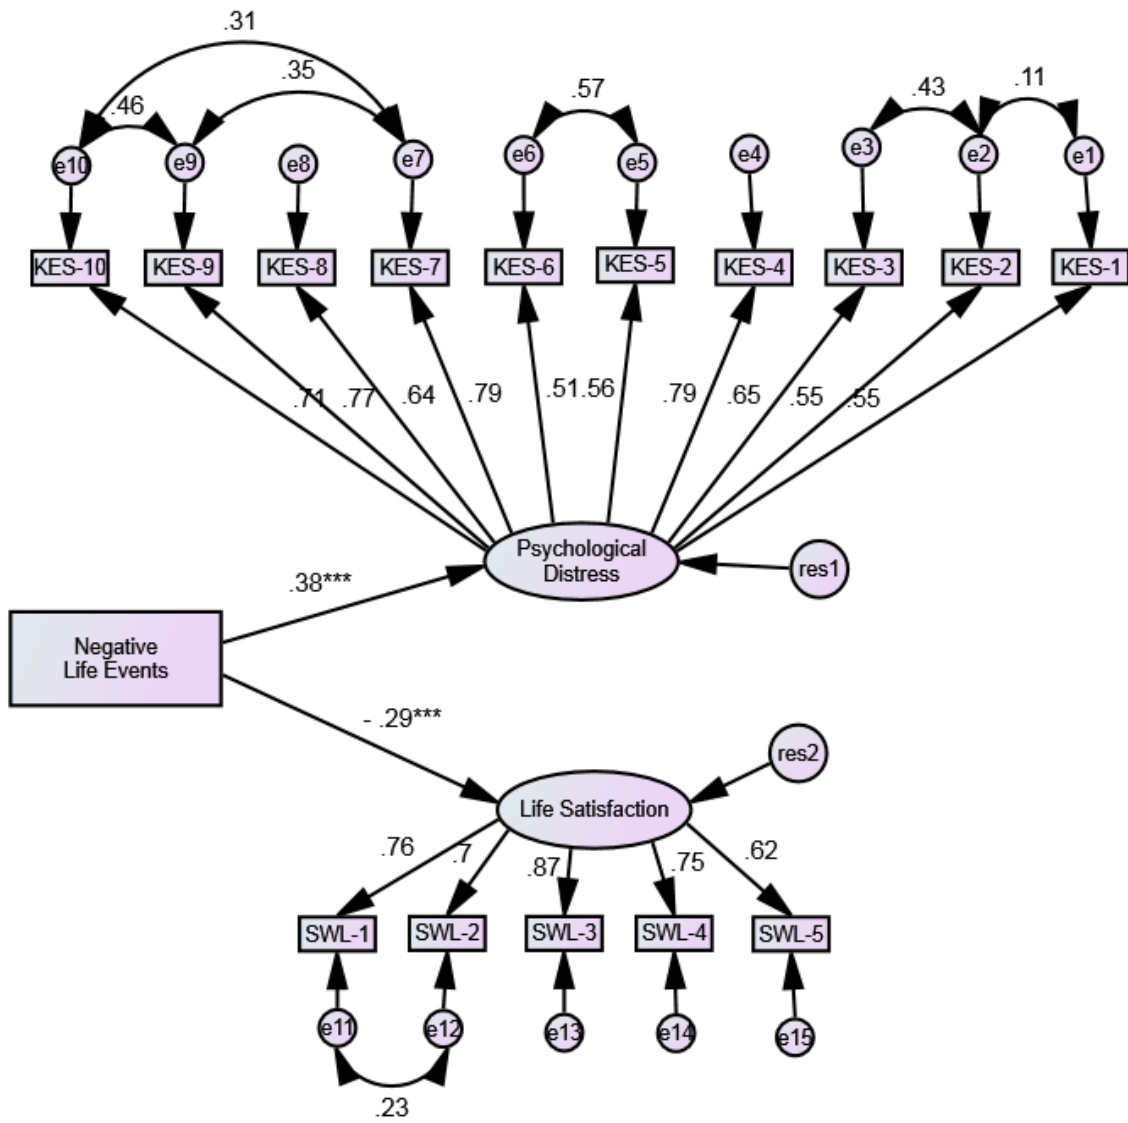 .31
.35
.46
.57
.43
.11
e10
e9
e8
e7
e6
e5
e4
e3
e2
e1
KES-10
KES-9
KES-8
KES-7
KES-6
KES-5
KES-4
KES-3
KES-2
KES-1
.71
.77
.64
.79
.51
.56
.79
.65
.55
.55
Psychological
Distress
res1
.38***
Negative
Life Events
- .29***
res2
Life Satisfaction
.76
.7
.87
.75
.62
SWL-1
SWL-2
SWL-3
SWL-4
SWL-5
e11
e12
e13
e14
e15
.23